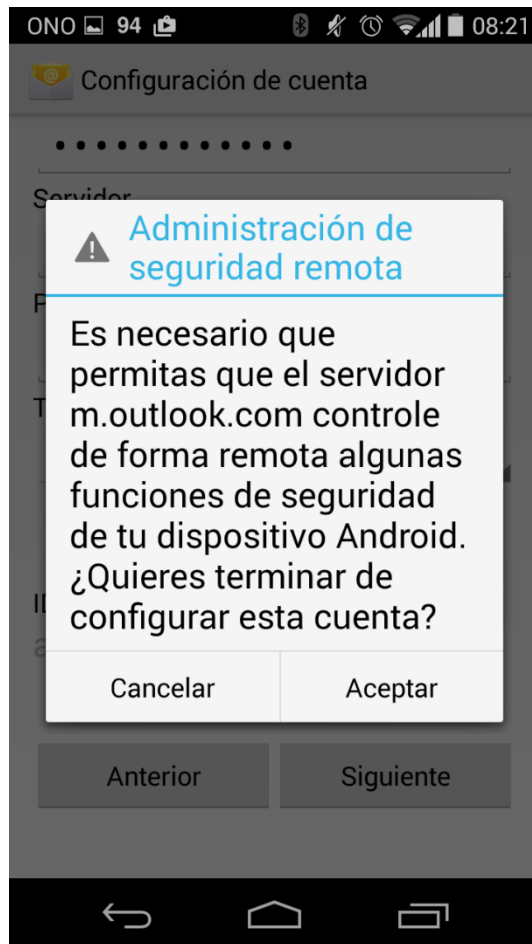 ONO 94 08:21
Configuración de cuenta
Servidor
Administración de
seguridad remota
P
Es necesario que
permitas que el servidor
T
m.outlook.com controle
de forma remota algunas
funciones de seguridad
de tu dispositivo Android.
¿Quieres terminar de
configurar esta cuenta?
Cancelar Aceptar
Anterior Siguiente